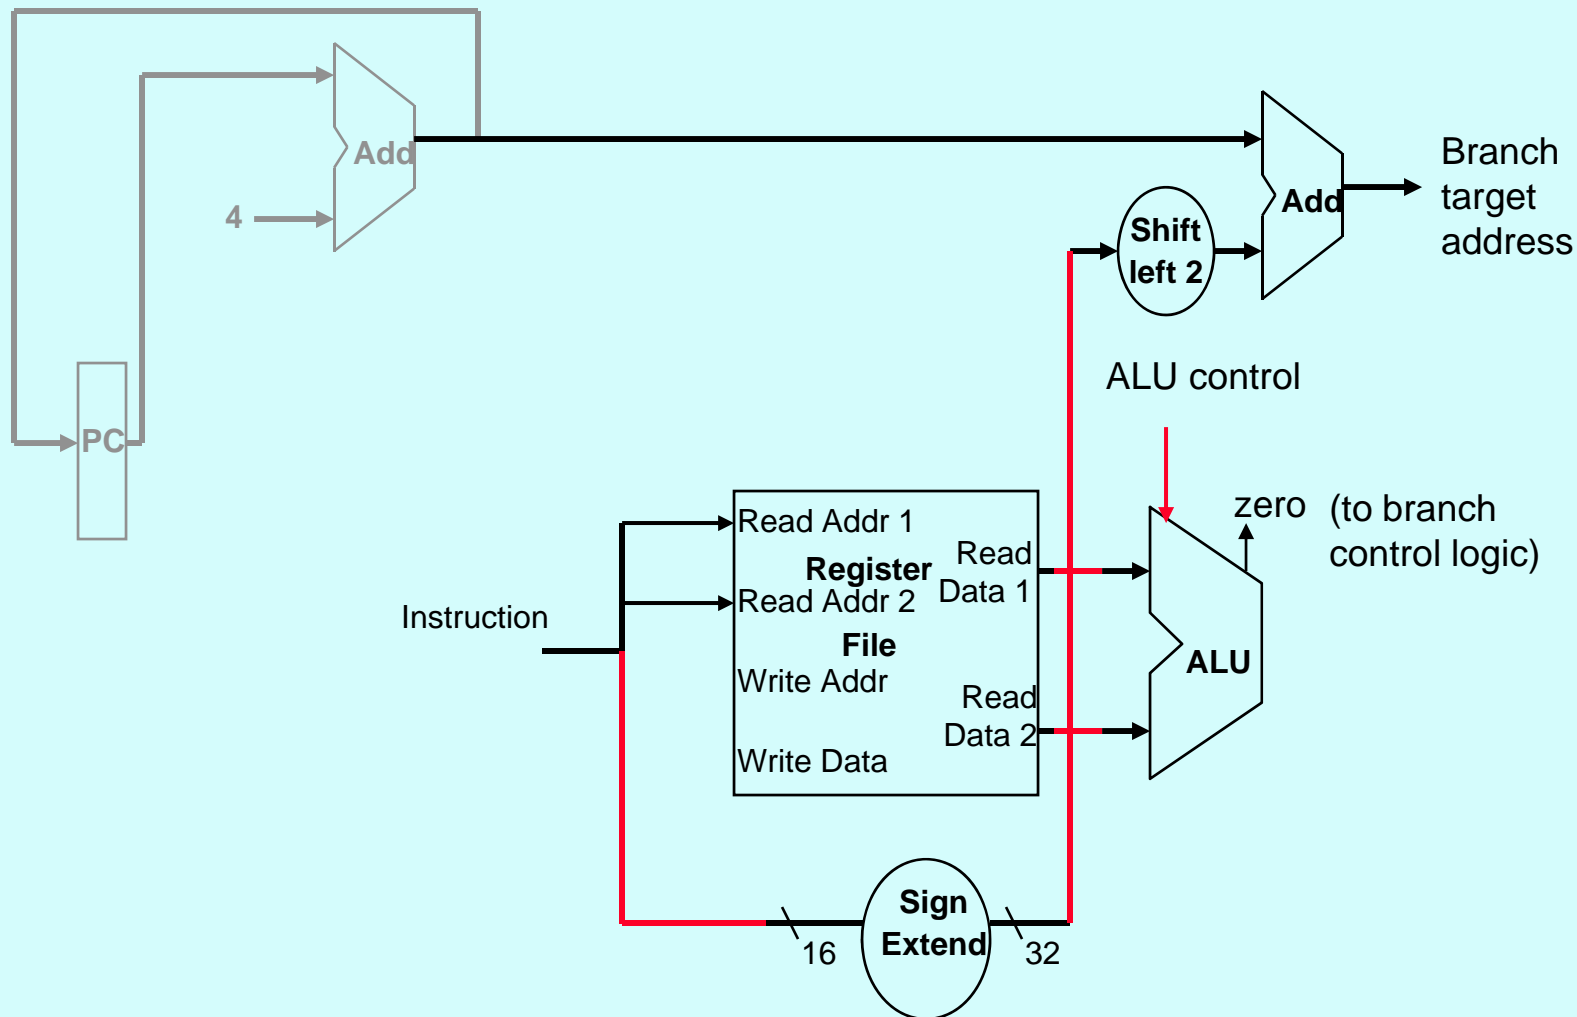 Add
4
PC
Branch
target
address
Add
Shift
left 2
ALU control
zero (to branch
control logic)
Instruction
Read Addr 1
Register
Read Addr 2
File
Write Addr
Write Data
Read
Data 1
Read
Data 2
ALU
Sign
Extend
16
32